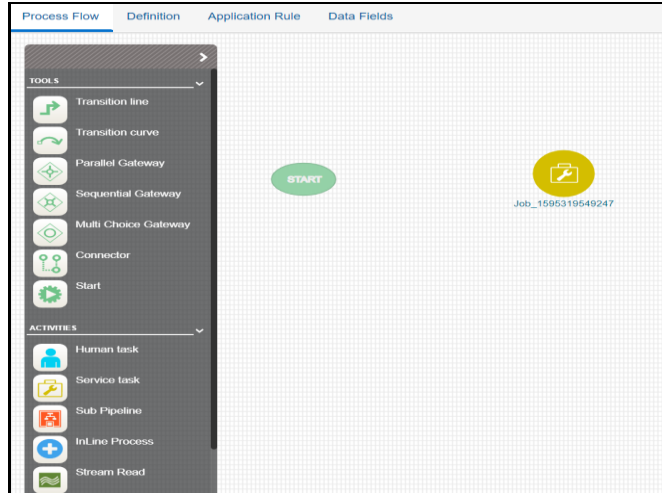 Process Flow Definition Application Rule Data Fields
TOOLS
Transition line
Transition curve
Parallel Gateway
Sequential Gateway
Multi Choice Gateway
Connector
Start
ACTIVITIES
Human task
Service task
Sub Pipeline
InLine Process
Stream Read
START
Job_1595319549247